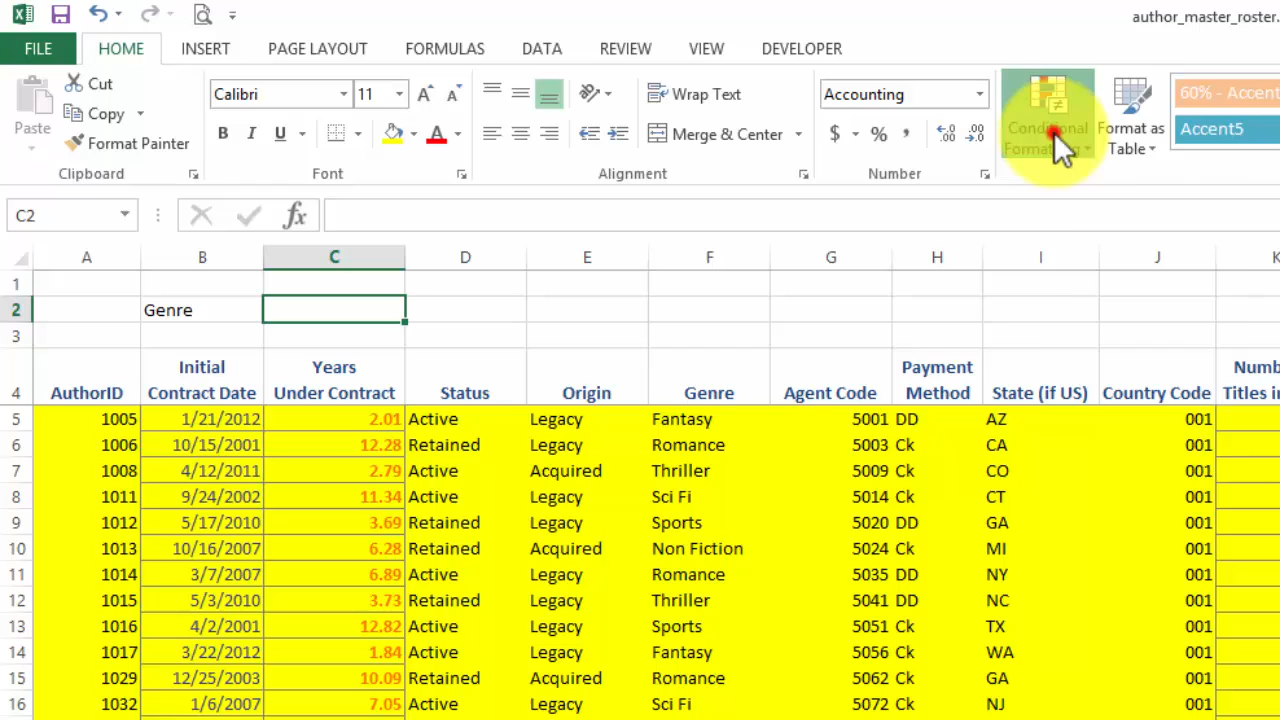 author_master_roster.
FILE HOME INSERT PAGE LAYOUT FORMULAS DATA REVIEW VIEW DEVELOPER
Paste
Cut
Copy
Format Painter
Clipboard
Calibri 11
B I U A
Font
Wrap Text
Merge & Center
Alignment
Accounting
$ % ,
Number
Conditional
Formatting
Format as
Table
60% - Accent
Accent5
C2 fx
A B C D E F G H I J K
1
2 Genre
3
4 AuthorID Initial Contract Date Years Under Contract Status Origin Genre Agent Code Payment Method State (if US) Country Code
5 1005 1/21/2012 2.01 Active Legacy Fantasy 5001 DD AZ 001
6 1006 10/15/2001 12.28 Retained Legacy Romance 5003 Ck CA 001
7 1008 4/12/2011 2.79 Active Acquired Thriller 5009 Ck CO 001
8 1011 9/24/2002 11.34 Active Legacy Sci Fi 5014 Ck CT 001
9 1012 5/17/2010 3.69 Retained Legacy Sports 5020 DD GA 001
10 1013 10/16/2007 6.28 Retained Acquired Non Fiction 5024 Ck MI 001
11 1014 3/7/2007 6.89 Active Legacy Romance 5035 DD NY 001
12 1015 5/3/2010 3.73 Retained Legacy Thriller 5041 DD NC 001
13 1016 4/2/2001 12.82 Active Legacy Sports 5051 Ck TX 001
14 1017 3/22/2012 1.84 Active Legacy Fantasy 5056 Ck WA 001
15 1029 12/25/2003 10.09 Retained Acquired Romance 5062 Ck GA 001
16 1032 1/6/2007 7.05 Active Legacy Sci Fi 5072 Ck NJ 001